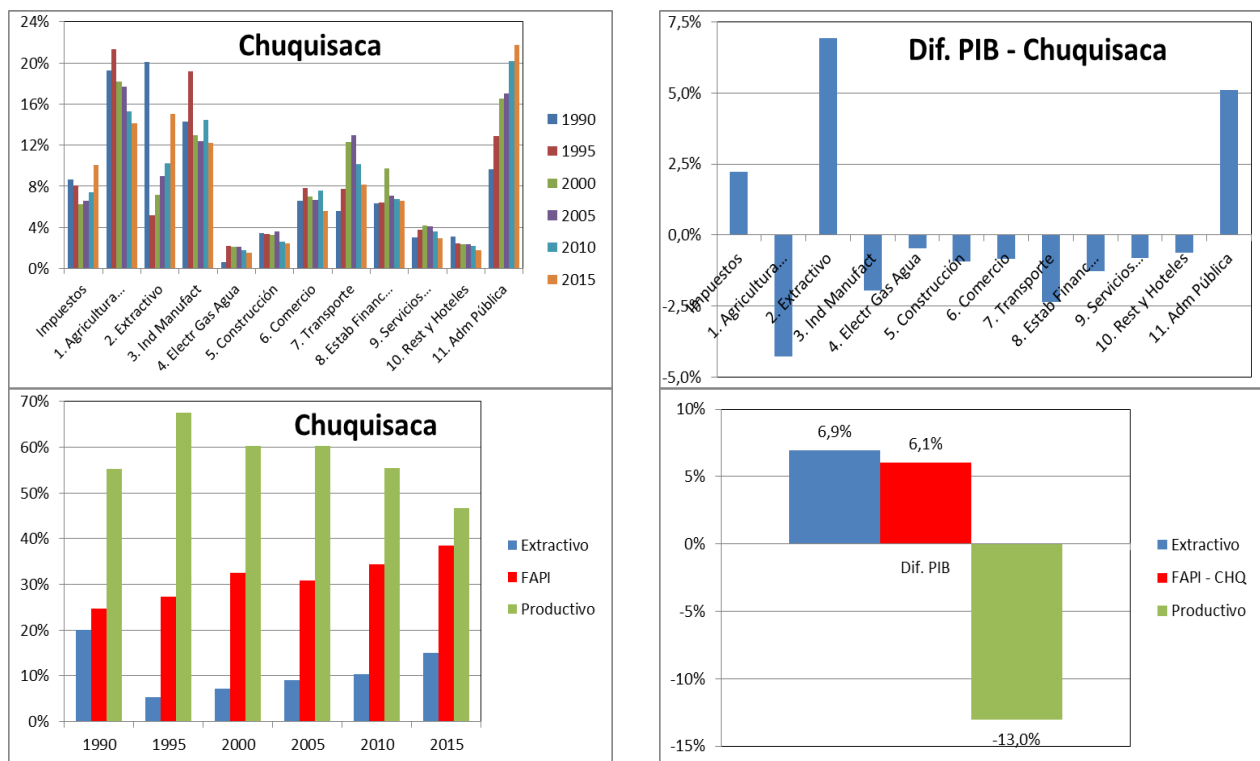 Chuquisaca
24%
20%
16%
12%
8%
4%
0%
Impuestos
1. Agricultura...
2. Extractivo
3. Ind Manufact
4. Electr Gas Agua
5. Construcción
6. Comercio
7. Transporte
8. Estab Financ...
9. Servicios...
10. Rest y Hoteles
11. Adm Pública
1990
1995
2000
2005
2010
2015
Dif. PIB - Chuquisaca
7,5%
5,0%
2,5%
0,0%
-2,5%
-5,0%
Impuestos
1. Agricultura...
2. Extractivo
3. Ind Manufact
4. Electr Gas Agua
5. Construcción
6. Comercio
7. Transporte
8. Estab Financ...
9. Servicios...
10. Rest y Hoteles
11. Adm Pública
Chuquisaca
70%
60%
50%
40%
30%
20%
10%
0%
1990 1995 2000 2005 2010 2015
Extractivo
FAPI
Productivo
10%
5%
0%
-5%
-10%
-15%
6,9%
6,1%
Dif. PIB
-13,0%
Extractivo
FAPI - CHQ
Productivo